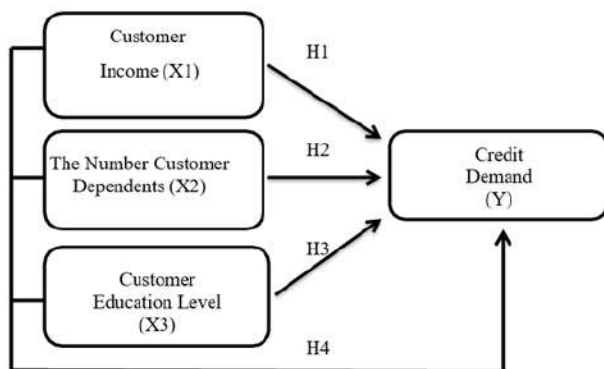 Customer
Income (X1)
H1
The Number Customer
Dependents (X2)
H2
Credit
Demand
(Y)
Customer
Education Level
(X3)
H3
H4